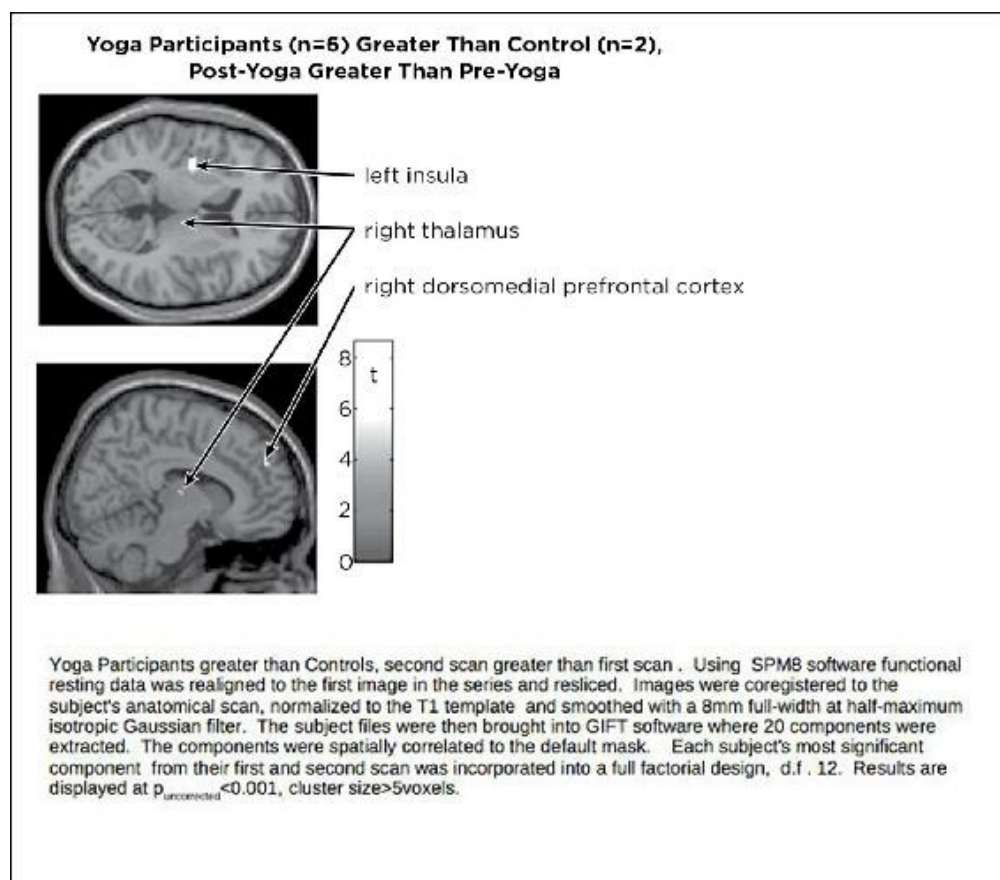 Yoga Participants (n=6) Greater Than Control (n=2),
Post-Yoga Greater Than Pre-Yoga
left insula
right thalamus
right dorsomedial prefrontal cortex
8
t
6
4
2
0
Yoga Participants greater than Controls, second scan greater than first scan . Using SPM8 software functional
resting data was realigned to the first image in the series and resliced. Images were coregistered to the
subject's anatomical scan, normalized to the T1 template and smoothed with a 8mm full-width at half-maximum
isotropic Gaussian filter. The subject files were then brought into GIFT software where 20 components were
extracted. The components were spatially correlated to the default mask. Each subject's most significant
component from their first and second scan was incorporated into a full factorial design, d.f . 12. Results are
displayed at p uncorrected<0.001, cluster size>5voxels.